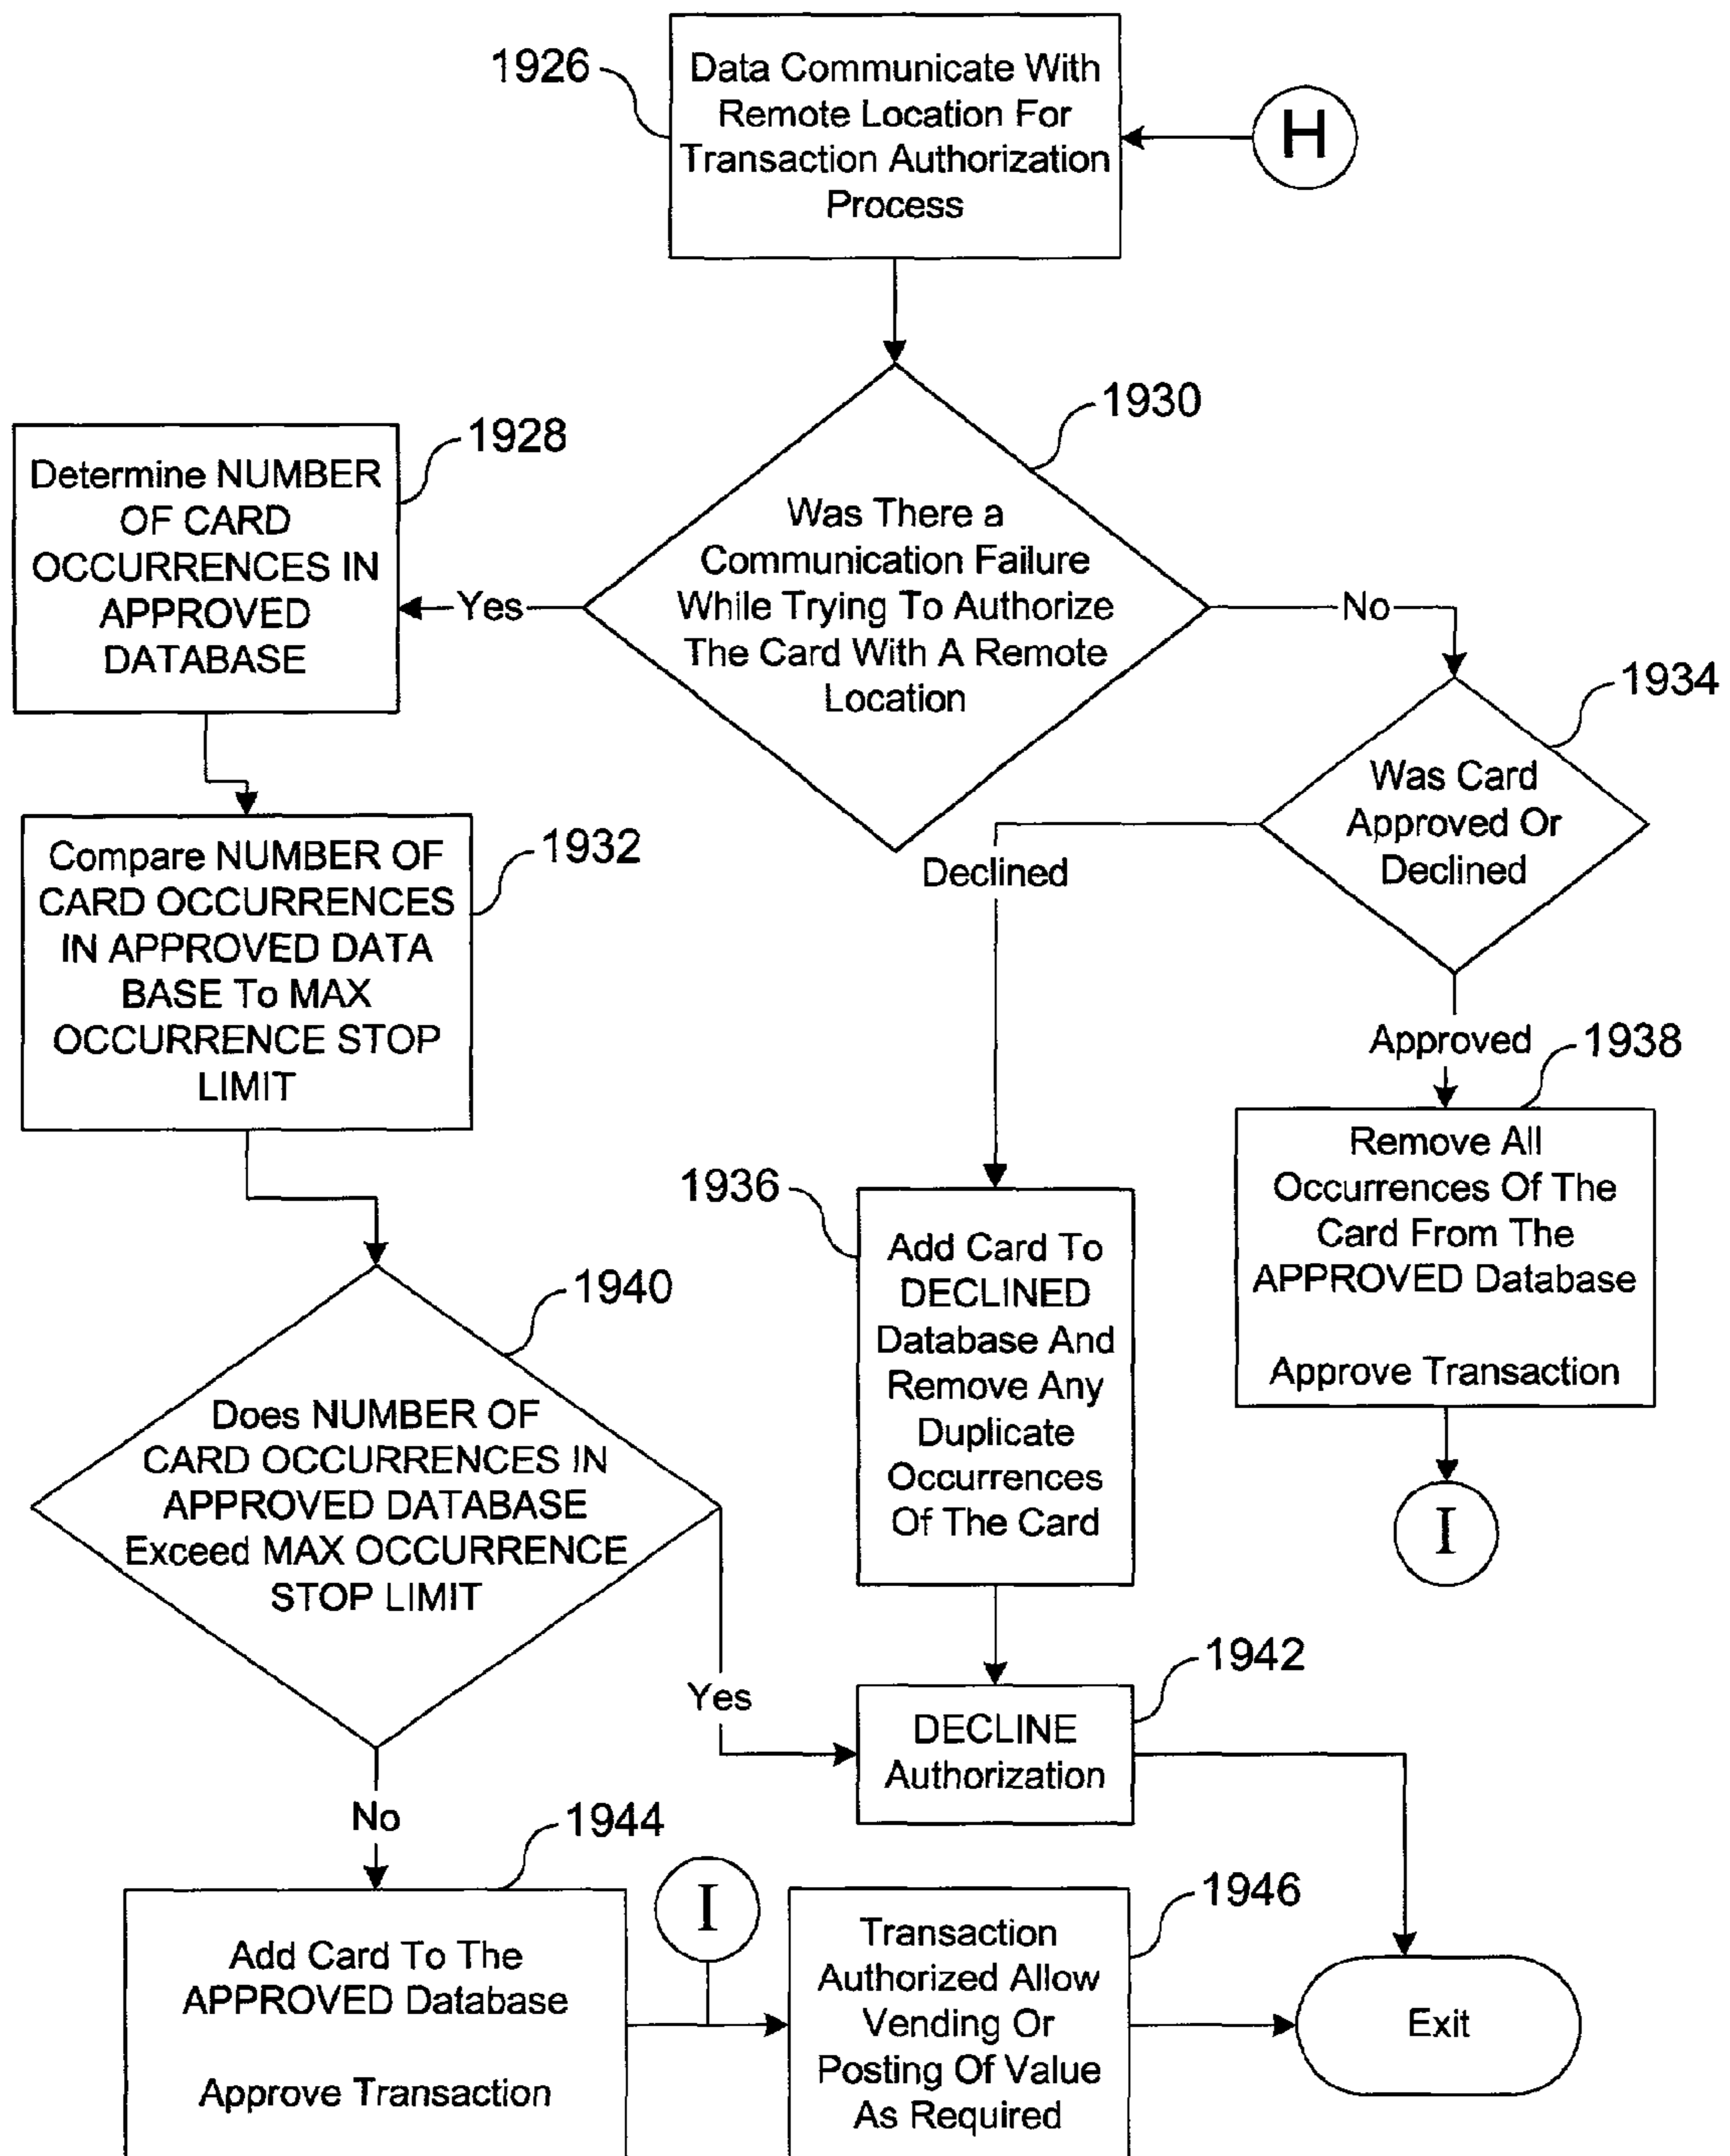 1926
Data Communicate With
Remote Location For
Transaction Authorization
Process
H
1930
Was There a
Communication Failure
While Trying To Authorize
The Card With A Remote
Location
Yes
No
1928
Determine NUMBER
OF CARD
OCCURRENCES IN
APPROVED
DATABASE
1934
Was Card
Approved Or
Declined
Declined
Approved
1932
Compare NUMBER OF
CARD OCCURRENCES
IN APPROVED DATA
BASE To MAX
OCCURRENCE STOP
LIMIT
1938
Remove All
Occurrences Of The
Card From The
APPROVED Database
Approve Transaction
I
1936
Add Card To
DECLINED
Database And
Remove Any
Duplicate
Occurrences
Of The Card
1940
Does NUMBER OF
CARD OCCURRENCES IN
APPROVED DATABASE
Exceed MAX OCCURRENCE
STOP LIMIT
Yes
No
1942
DECLINE
Authorization
1944
Add Card To The
APPROVED Database
Approve Transaction
I
1946
Transaction
Authorized Allow
Vending Or
Posting Of Value
As Required
Exit